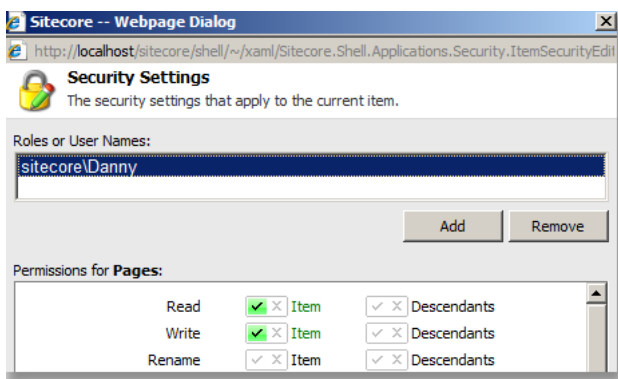 Sitecore -- Webpage Dialog
http://localhost/sitecore/shell/~/xaml/Sitecore.Shell.Applications.Security.ItemSecurityEdit
Security Settings
The security settings that apply to the current item.
Roles or User Names:
sitecore\Danny
Add Remove
Permissions for Pages:
Read Item Descendants
Write Item Descendants
Rename Item Descendants